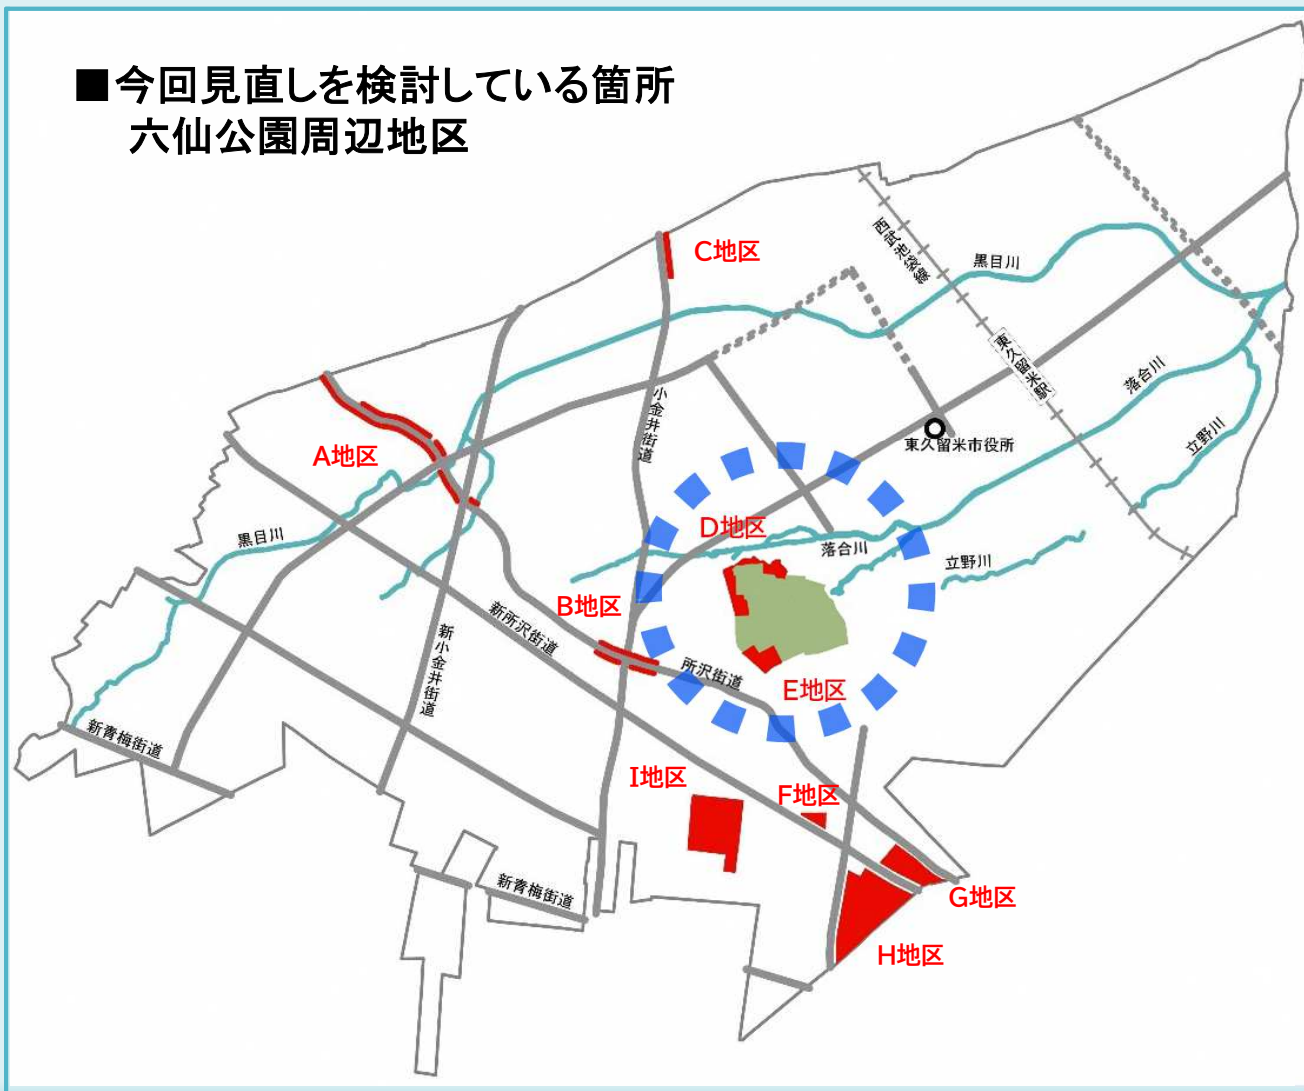 ■今回見直しを検討している箇所
六仙公園周辺地区
C地区
西武池袋線
黒目川
東久留米駅
落合川
小金井街道
立野川
東久留米市役所
A地区
D地区
黒目川
落合川
立野川
B地区
新所沢街道
新小金井街道
所沢街道
E地区
新青梅街道
I地区
F地区
新青梅街道
G地区
H地区